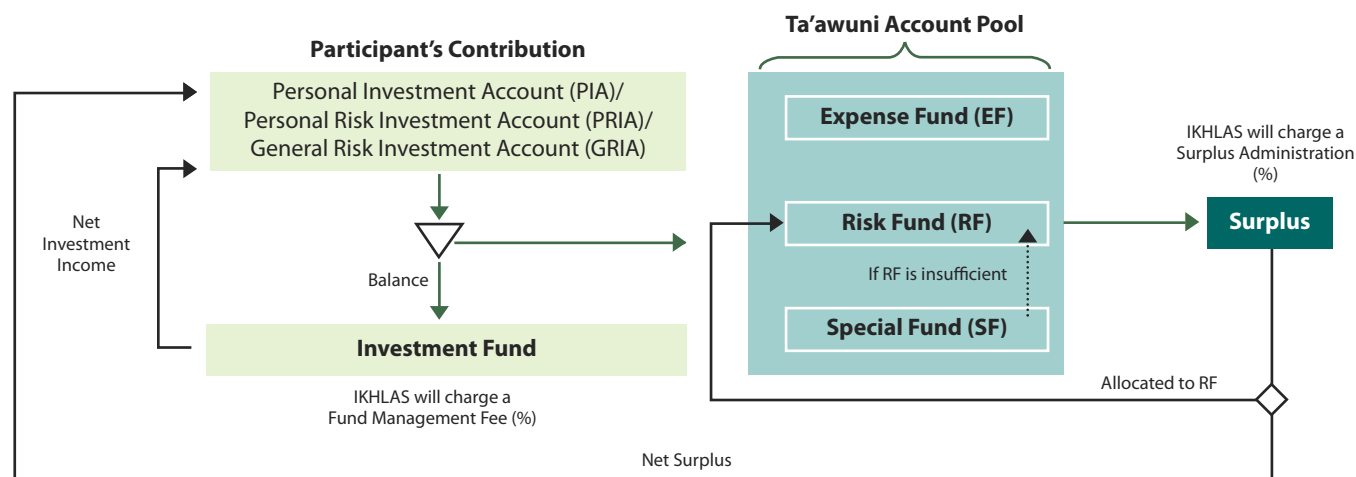 Ta'awuni Account Pool
Participant's Contribution
Personal Investment Account (PIA)/
Personal Risk Investment Account (PRIA)/
General Risk Investment Account (GRIA)
Expense Fund (EF)
IKHLAS will charge a
Surplus Administration
(%)
Net
Investment
Income
Risk Fund (RF)
Surplus
Balance
If RF is insufficient
Special Fund (SF)
Investment Fund
IKHLAS will charge a
Fund Management Fee (%)
Allocated to RF
Net Surplus